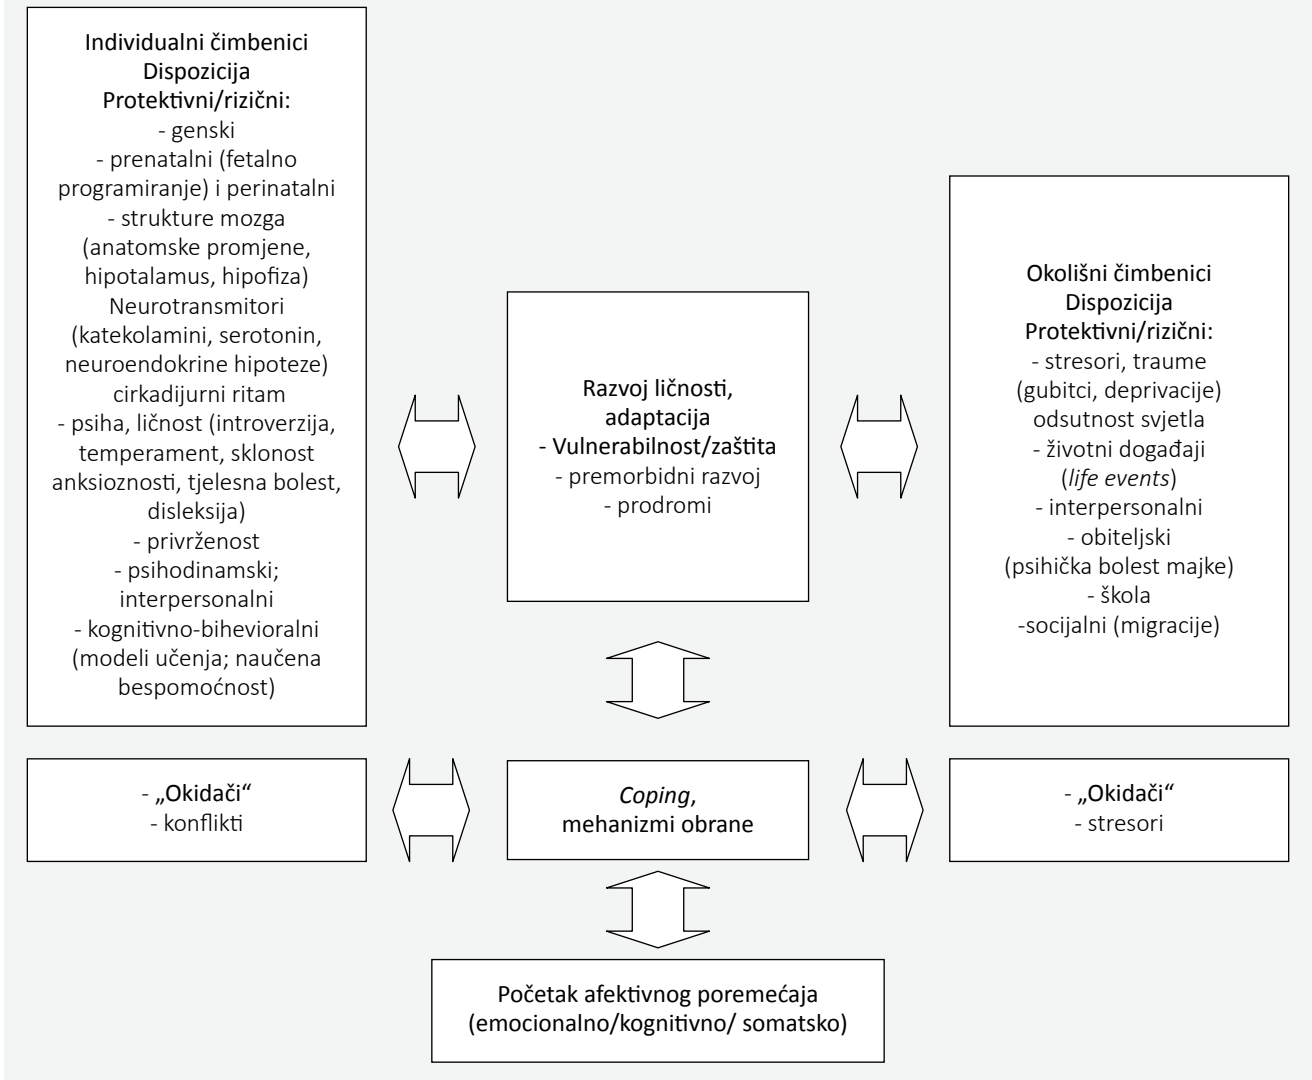 Individualni čimbenici
Dispozicija
Protektivni/rizični:
- genski
- prenatalni (fetalno
programiranje) i perinatalni
- strukture mozga
(anatomske promjene,
hipotalamus, hipofiza)
Neurotransmitori
(katekolamini, serotonin,
neuroendokrine hipoteze)
cirkadijurni ritam
- psiha, ličnost (introverzija,
temperament, sklonost
anksioznosti, tjelesna bolest,
disleksija)
- privrženost
- psihodinamski;
interpersonalni
- kognitivno-bihevioralni
(modeli učenja; naučena
bespomoćnost)
Razvoj ličnosti,
adaptacija
- Vulnerabilnost/zaštita
- premorbidni razvoj
- prodromi
Okolišni čimbenici
Dispozicija
Protektivni/rizični:
- stresori, traume
(gubitci, deprivacije)
odsutnost svjetla
- životni događaji
(life events)
- interpersonalni
- obiteljski
(psihička bolest majke)
- škola
-socijalni (migracije)
- „Okidači“
- konflikti
Coping,
mehanizmi obrane
- „Okidači“
- stresori
Početak afektivnog poremećaja
(emocionalno/kognitivno/ somatsko)